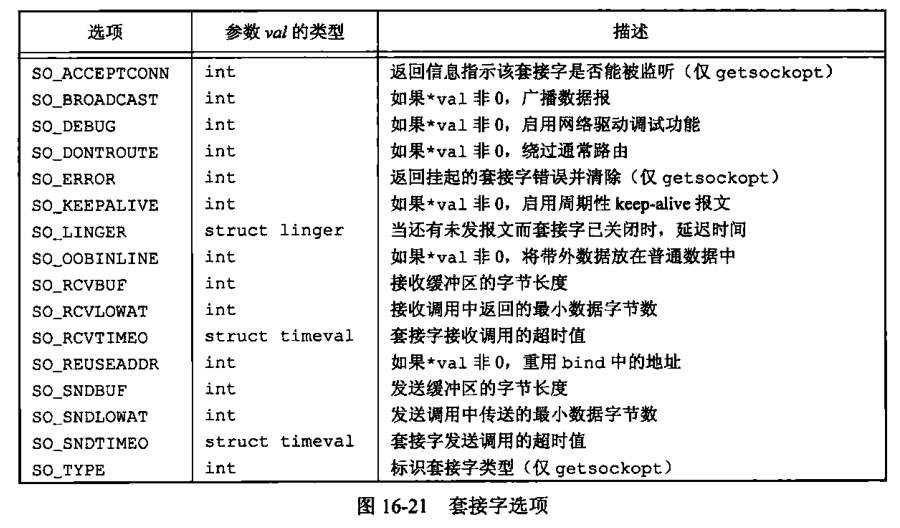 选项 参数 val 的类型 描述
SO_ACCEPTCONN int 返回信息指示该套接字是否能被监听（仅 getsockopt）
SO_BROADCAST int 如果*val 非 0，广播数据报
SO_DEBUG int 如果*val 非 0，启用网络驱动调试功能
SO_DONTROUTE int 如果*val 非 0，绕过通常路由
SO_ERROR int 返回挂起的套接字错误并清除（仅 getsockopt）
SO_KEEPALIVE int 如果*val 非 0，启用周期性 keep-alive 报文
SO_LINGER struct linger 当还有未发报文而套接字已关闭时，延迟时间
SO_OOBINLINE int 如果*val 非 0，将带外数据放在普通数据中
SO_RCVBUF int 接收缓冲区的字节长度
SO_RCVLOWAT int 接收调用中返回的最小数据字节数
SO_RCVTIMEO struct timeval 套接字接收调用的超时值
SO_REUSEADDR int 如果*val 非 0，重用 bind 中的地址
SO_SNDBUF int 发送缓冲区的字节长度
SO_SNDLOWAT int 发送调用中传送的最小数据字节数
SO_SNDTIMEO struct timeval 套接字发送调用的超时值
SO_TYPE int 标识套接字类型（仅 getsockopt）
图 16-21 套接字选项